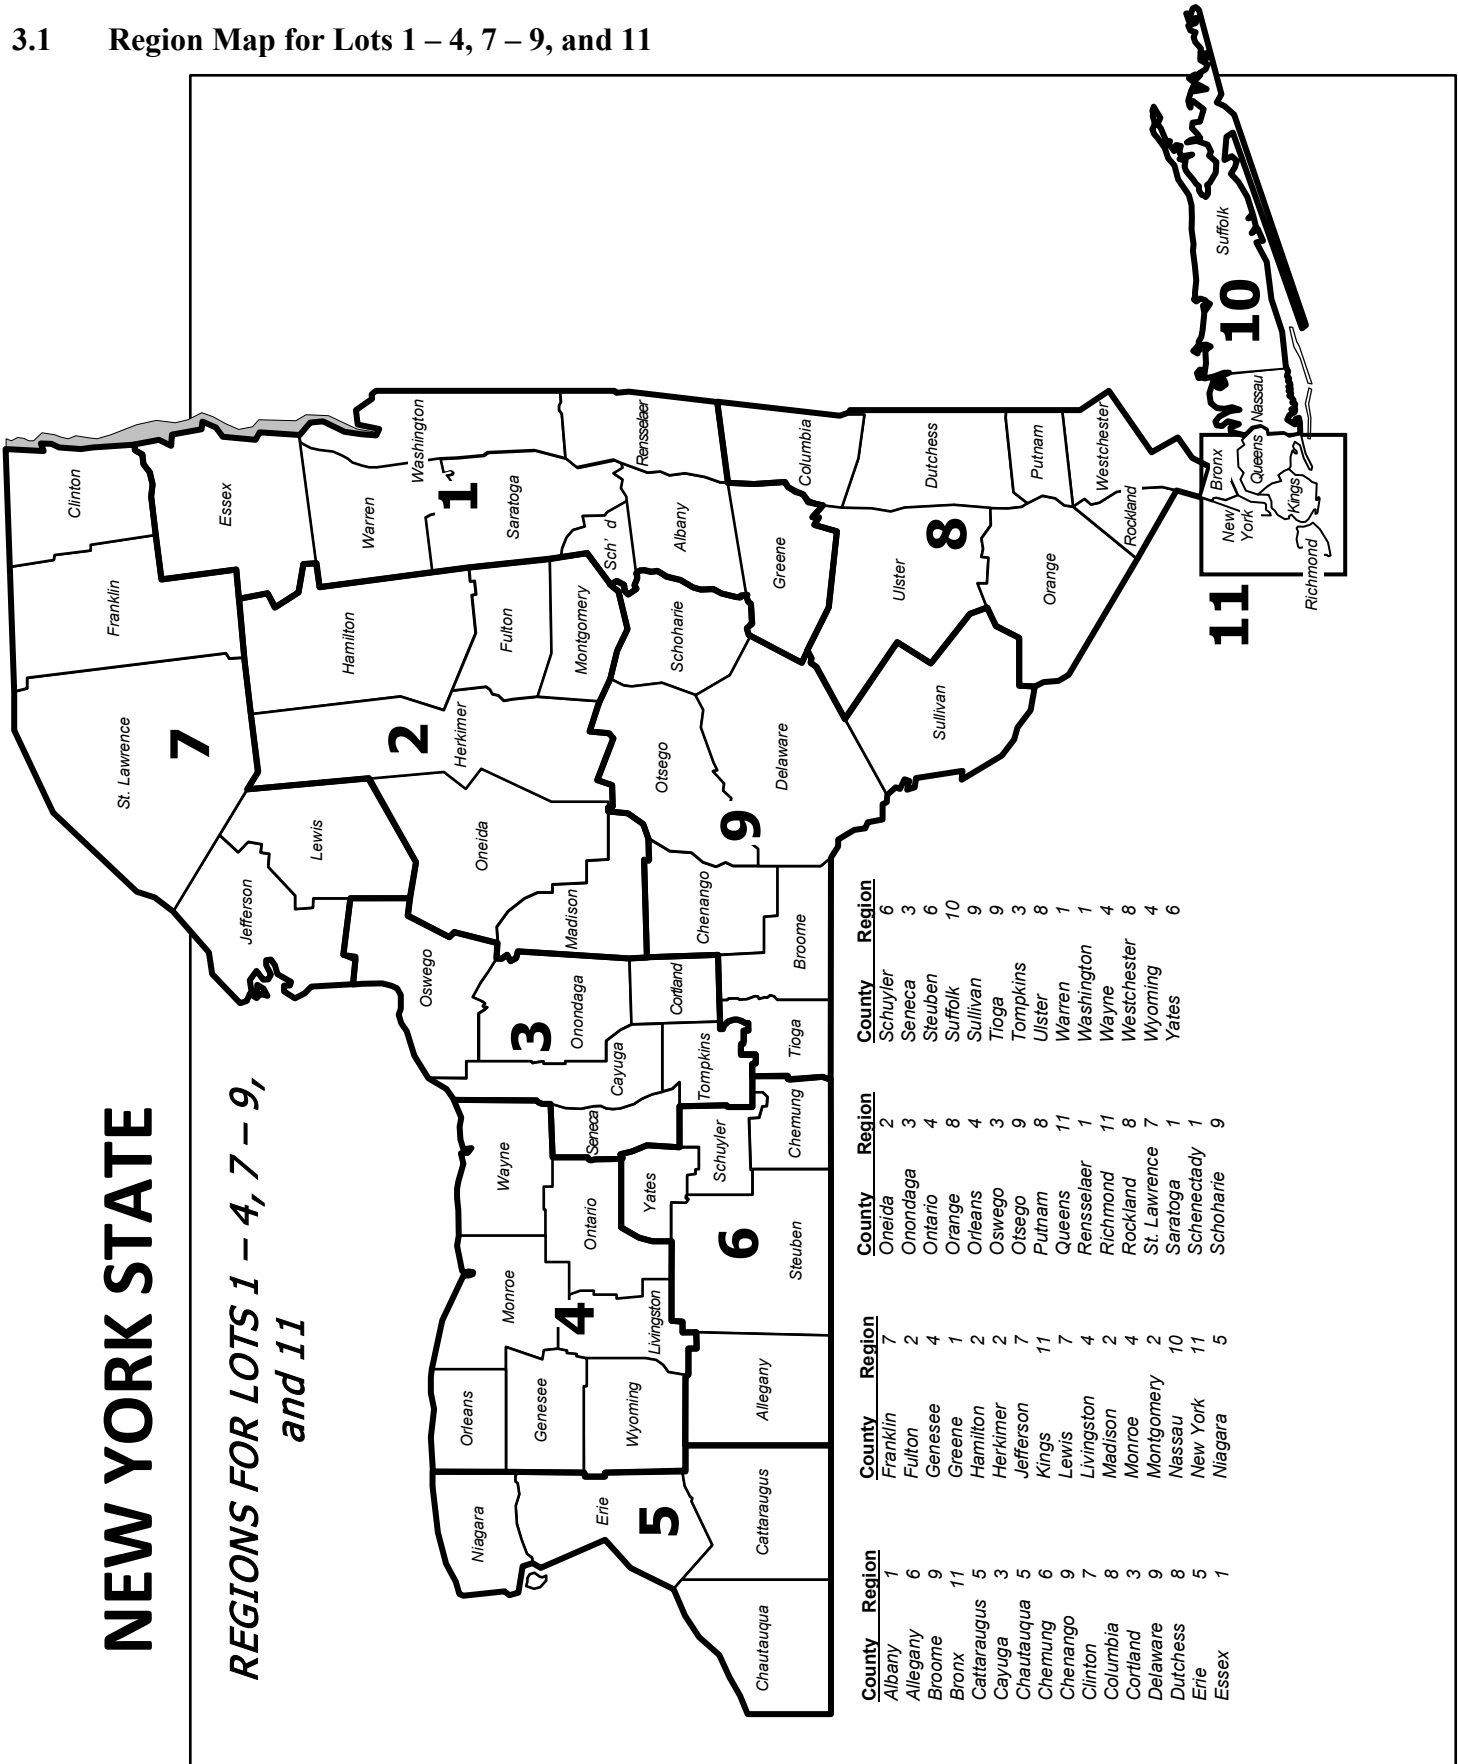 3.1 Region Map for Lots 1 – 4, 7 – 9, and 11
NEW YORK STATE
REGIONS FOR LOTS 1 – 4, 7 – 9,
and 11
Clinton
Franklin
St. Lawrence
7
Essex
Jefferson
Lewis
Hamilton
Herkimer
2
Warren
Washington
1
Saratoga
Fulton
Montgomery
Sch' d
Rensselaer
Albany
Schoharie
Oneida
Madison
Oswego
3
Onondaga
Cortland
Cayuga
Tompkins
Seneca
Wayne
Ontario
Yates
Monroe
4
Livingston
Orleans
Genesee
Wyoming
Niagara
Erie
5
Chautauqua
Cattaraugus
Allegany
6
Steuben
Schuyler
Chemung
Tioga
Broome
Chenango
9
Otsego
Delaware
Greene
Columbia
Ulster
8
Dutchess
Sullivan
Orange
Putnam
Rockland
Westchester
11
Bronx
New
York
Queens
Kings
Richmond
Nassau
10
Suffolk
County Region
Albany 1
Allegany 6
Broome 9
Bronx 11
Cattaraugus 5
Cayuga 3
Chautauqua 5
Chemung 6
Chenango 9
Clinton 7
Columbia 8
Cortland 3
Delaware 9
Dutchess 8
Erie 5
Essex 1
County Region
Franklin 7
Fulton 2
Genesee 4
Greene 1
Hamilton 2
Herkimer 2
Jefferson 7
Kings 11
Lewis 7
Livingston 4
Madison 2
Monroe 4
Montgomery 2
Nassau 10
New York 11
Niagara 5
County Region
Oneida 2
Onondaga 3
Ontario 4
Orange 8
Orleans 4
Oswego 3
Otsego 9
Putnam 8
Queens 11
Rensselaer 1
Richmond 11
Rockland 8
St. Lawrence 7
Saratoga 1
Schenectady 1
Schoharie 9
County Region
Schuyler 6
Seneca 3
Steuben 6
Suffolk 10
Sullivan 9
Tioga 9
Tompkins 3
Ulster 8
Warren 1
Washington 1
Wayne 4
Westchester 8
Wyoming 4
Yates 6